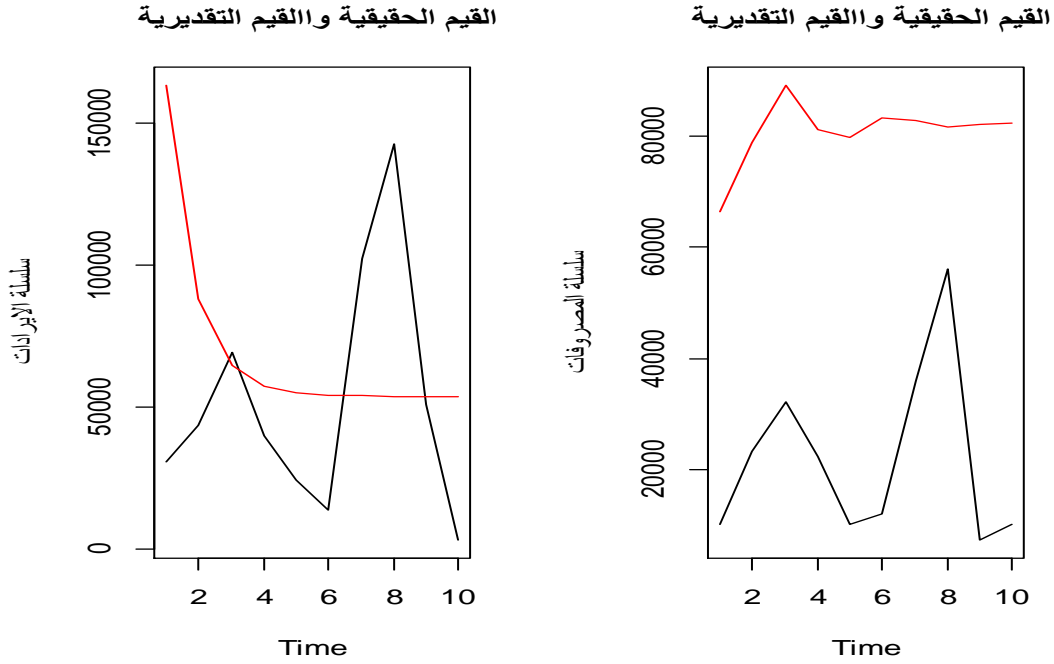 القيم الحقيقية واالقيم التقديرية
سلسلة الايرادات
150000
100000
50000
0
2 4 6 8 10
Time
القيم الحقيقية واالقيم التقديرية
سلسلة المصروفات
80000
60000
40000
20000
2 4 6 8 10
Time